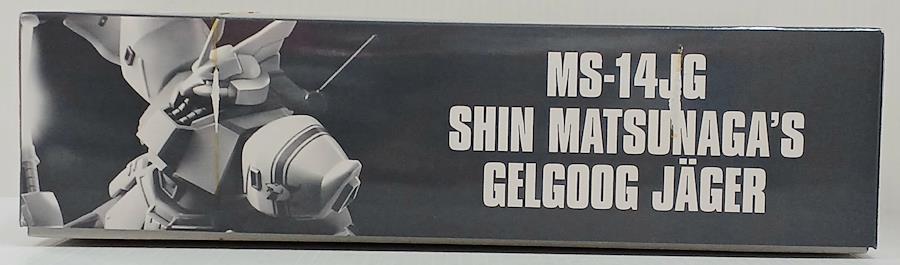 MS-14JG
SHIN MATSUNAGA'S
GELGOOG JÄGER